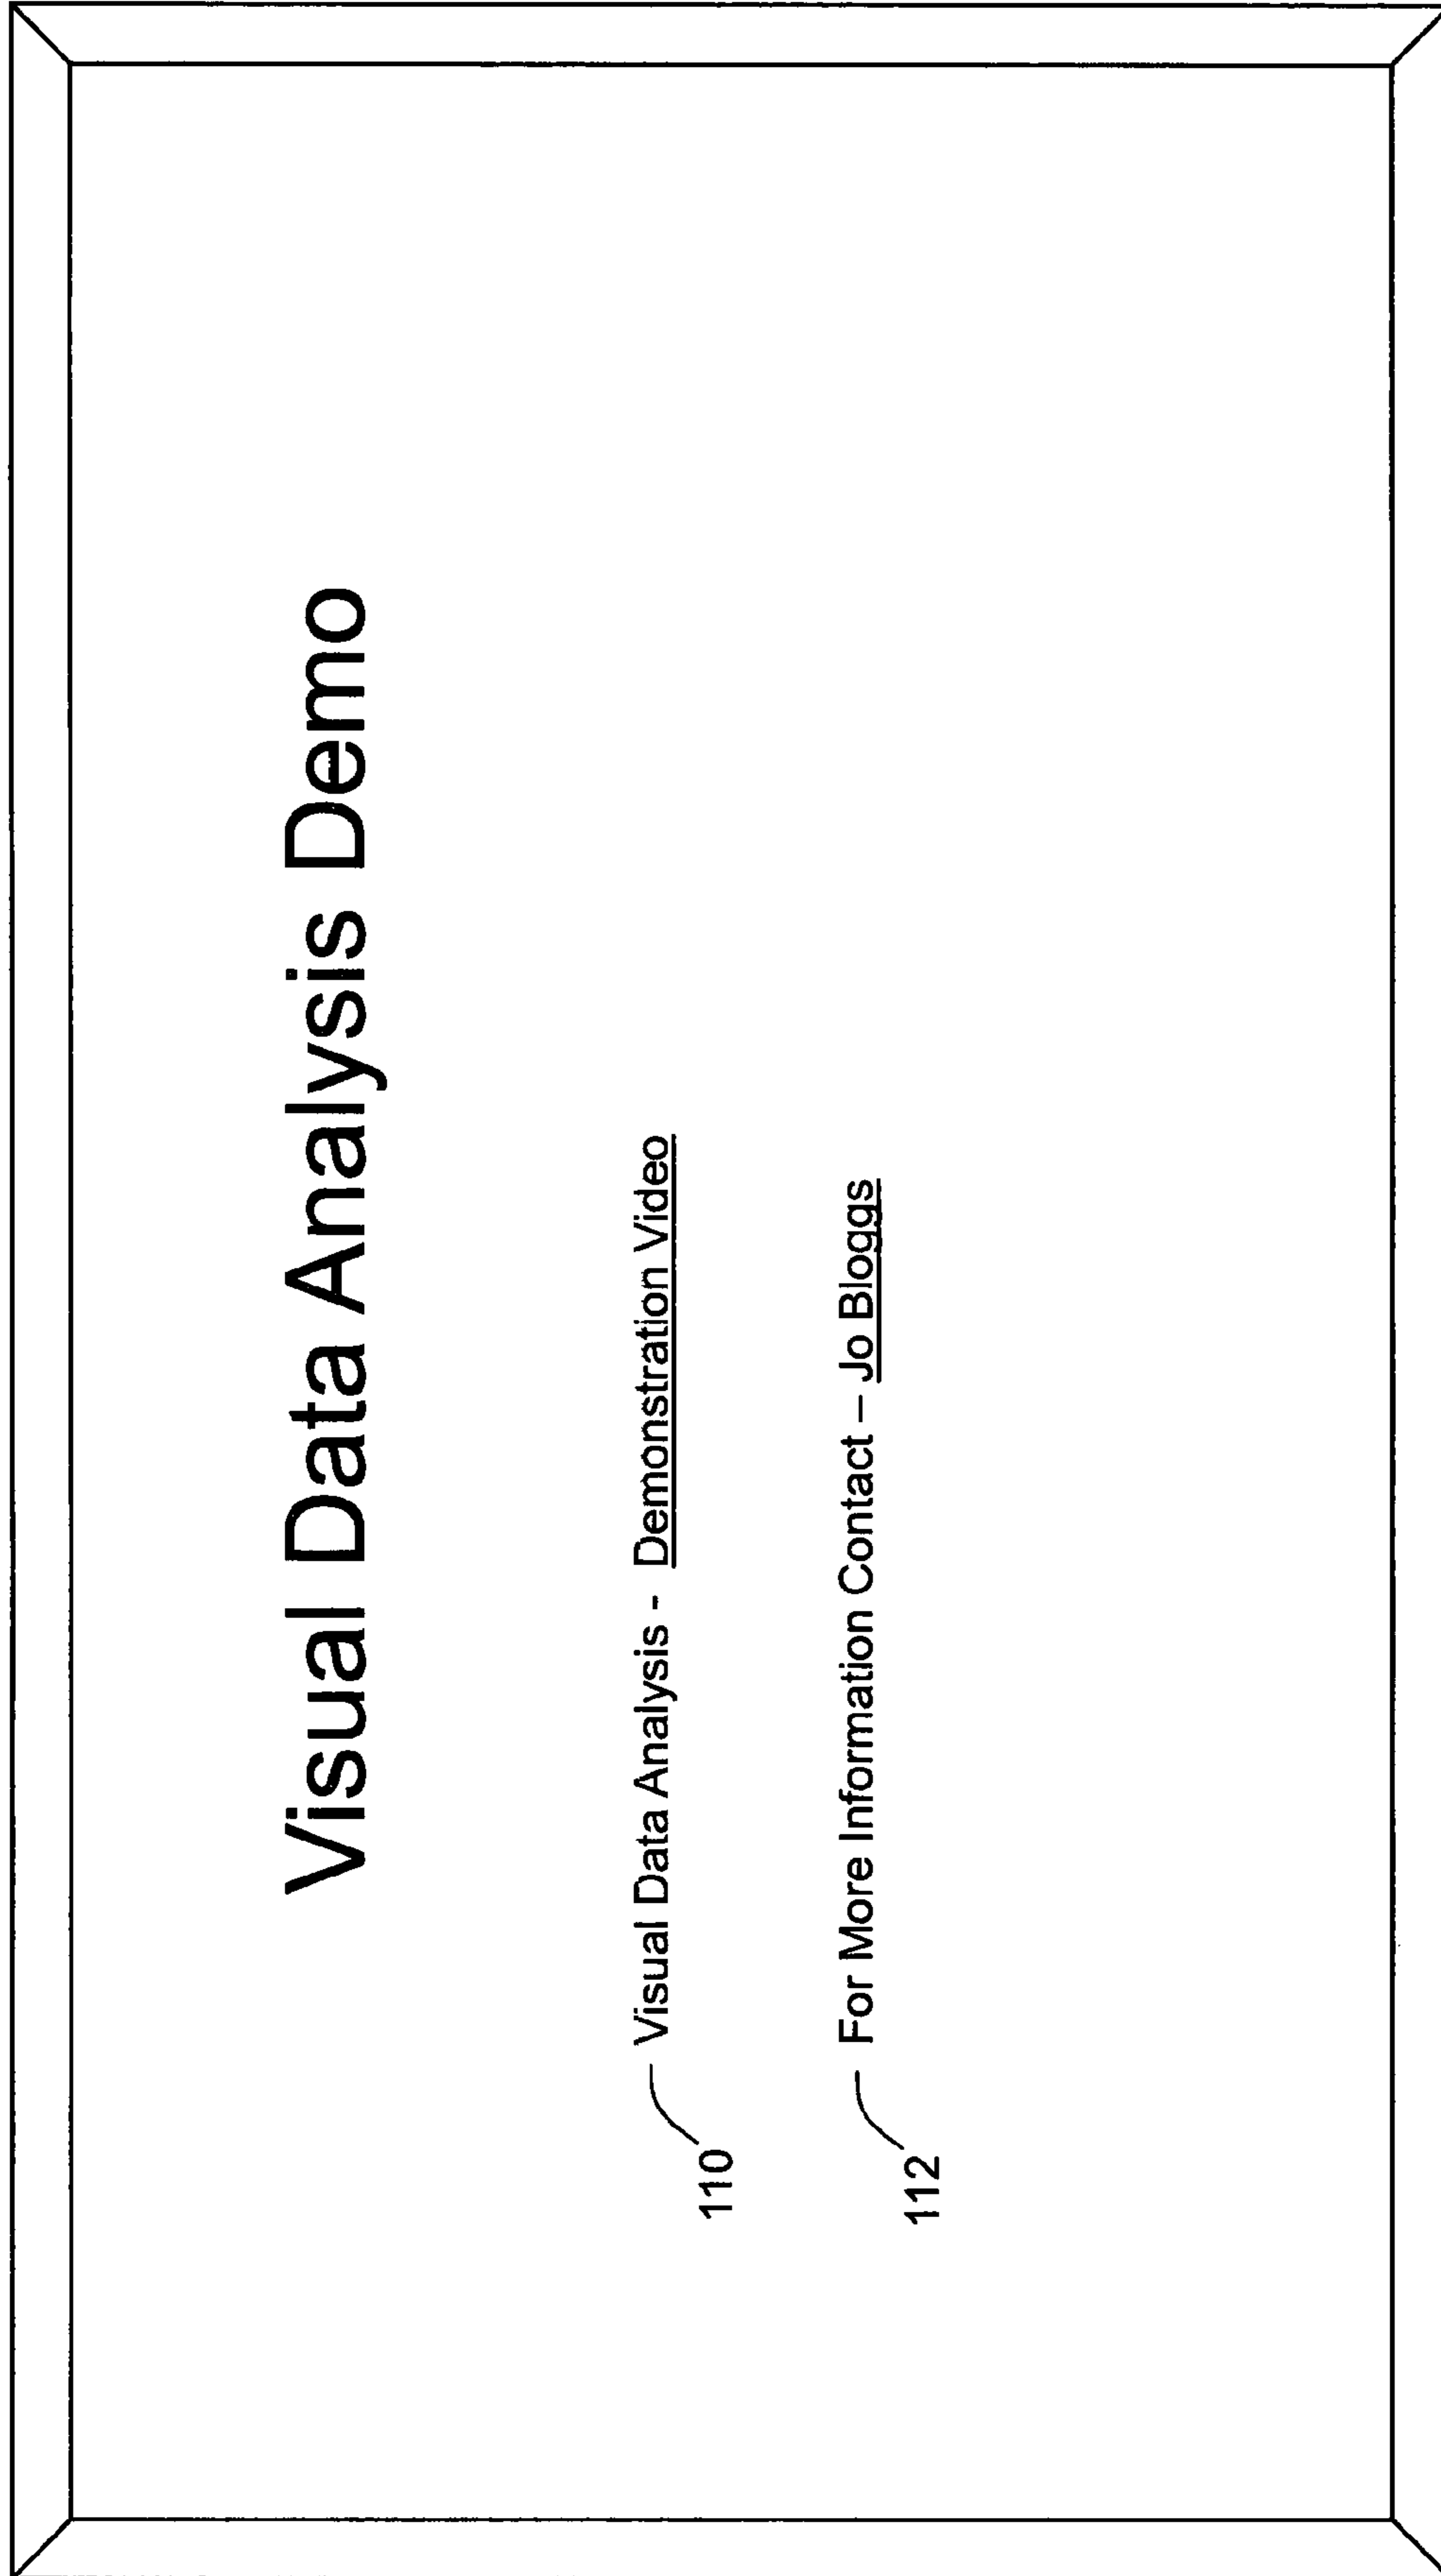 Visual Data Analysis Demo
110 Visual Data Analysis - Demonstration Video
112 For More Information Contact – Jo Bloggs